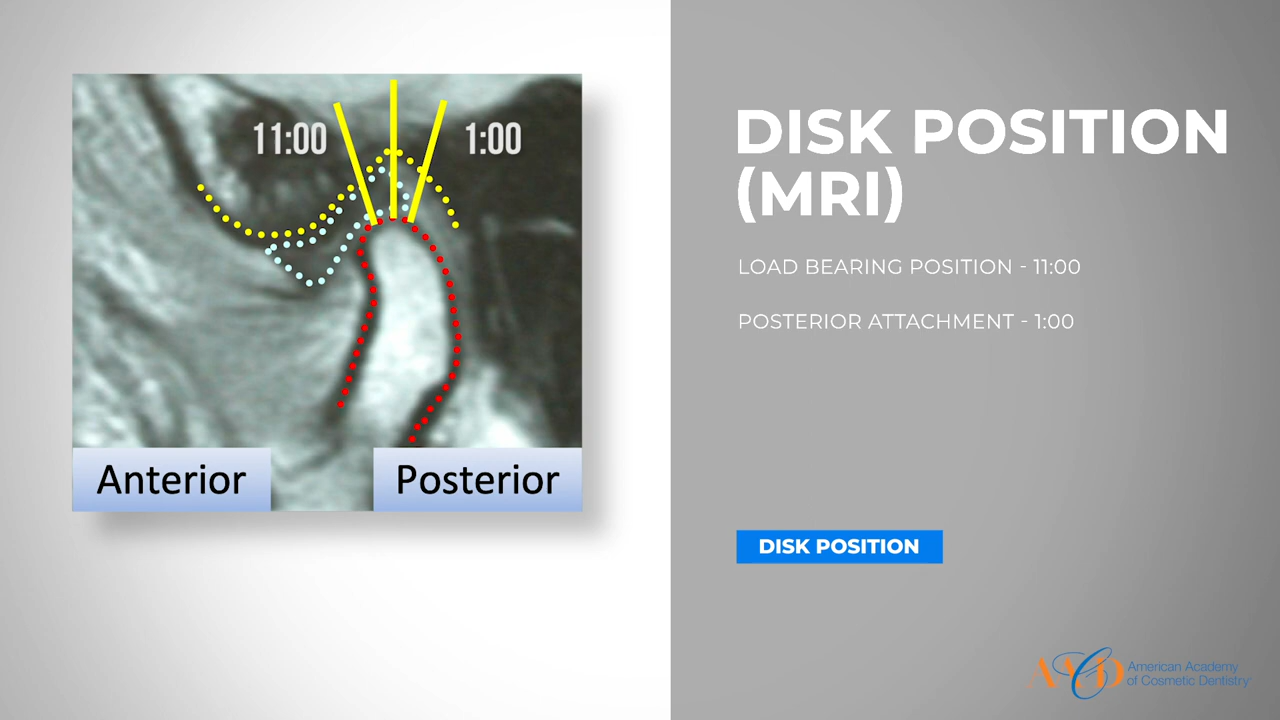 11:00
1:00
Anterior
Posterior
DISK POSITION
(MRI)
LOAD BEARING POSITION - 11:00
POSTERIOR ATTACHMENT - 1:00
DISK POSITION
AACD
American Academy
of Cosmetic Dentistry